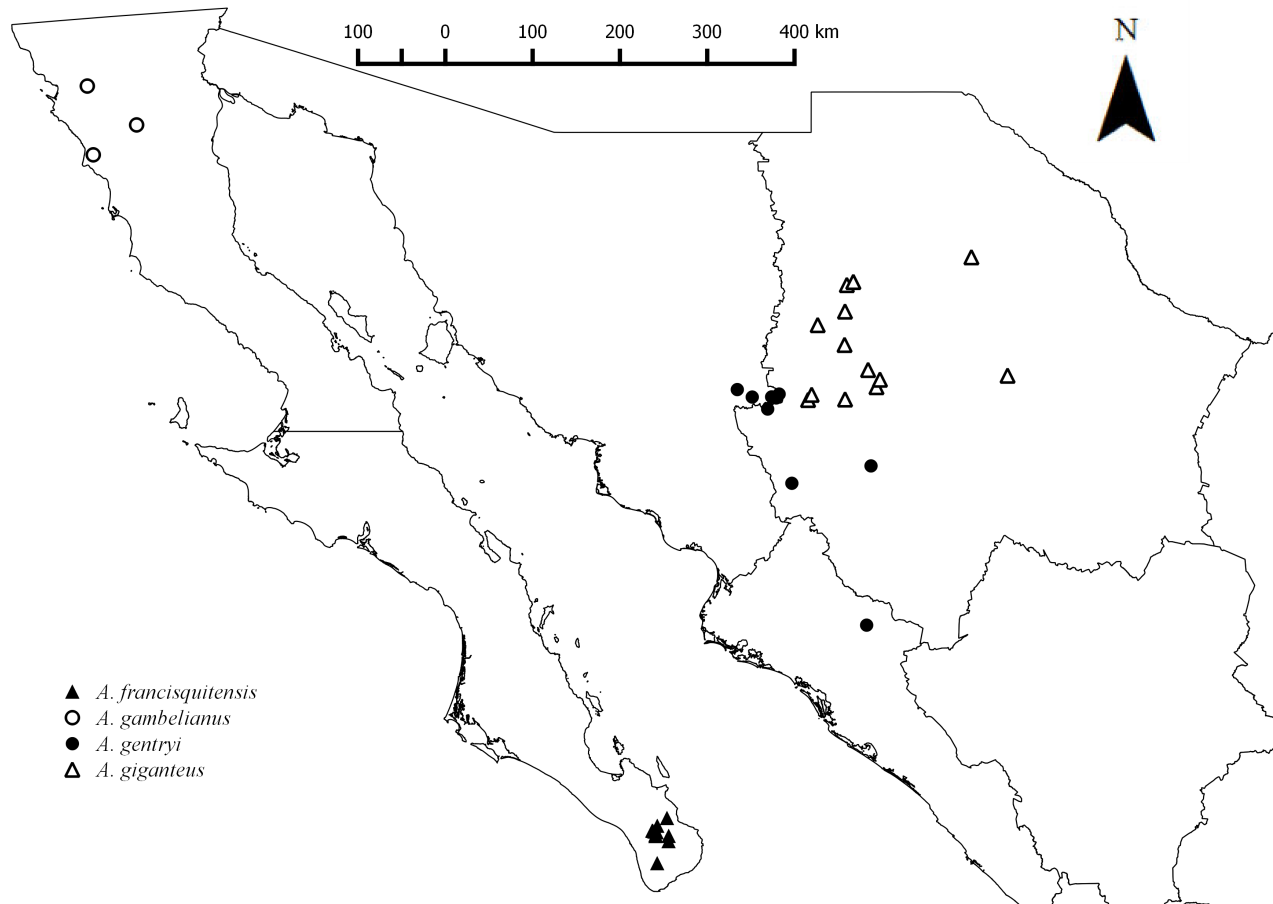 N
100 0 100 200 300 400 km
A. francisquitensis
A. gambelianus
A. gentryi
A. giganteus